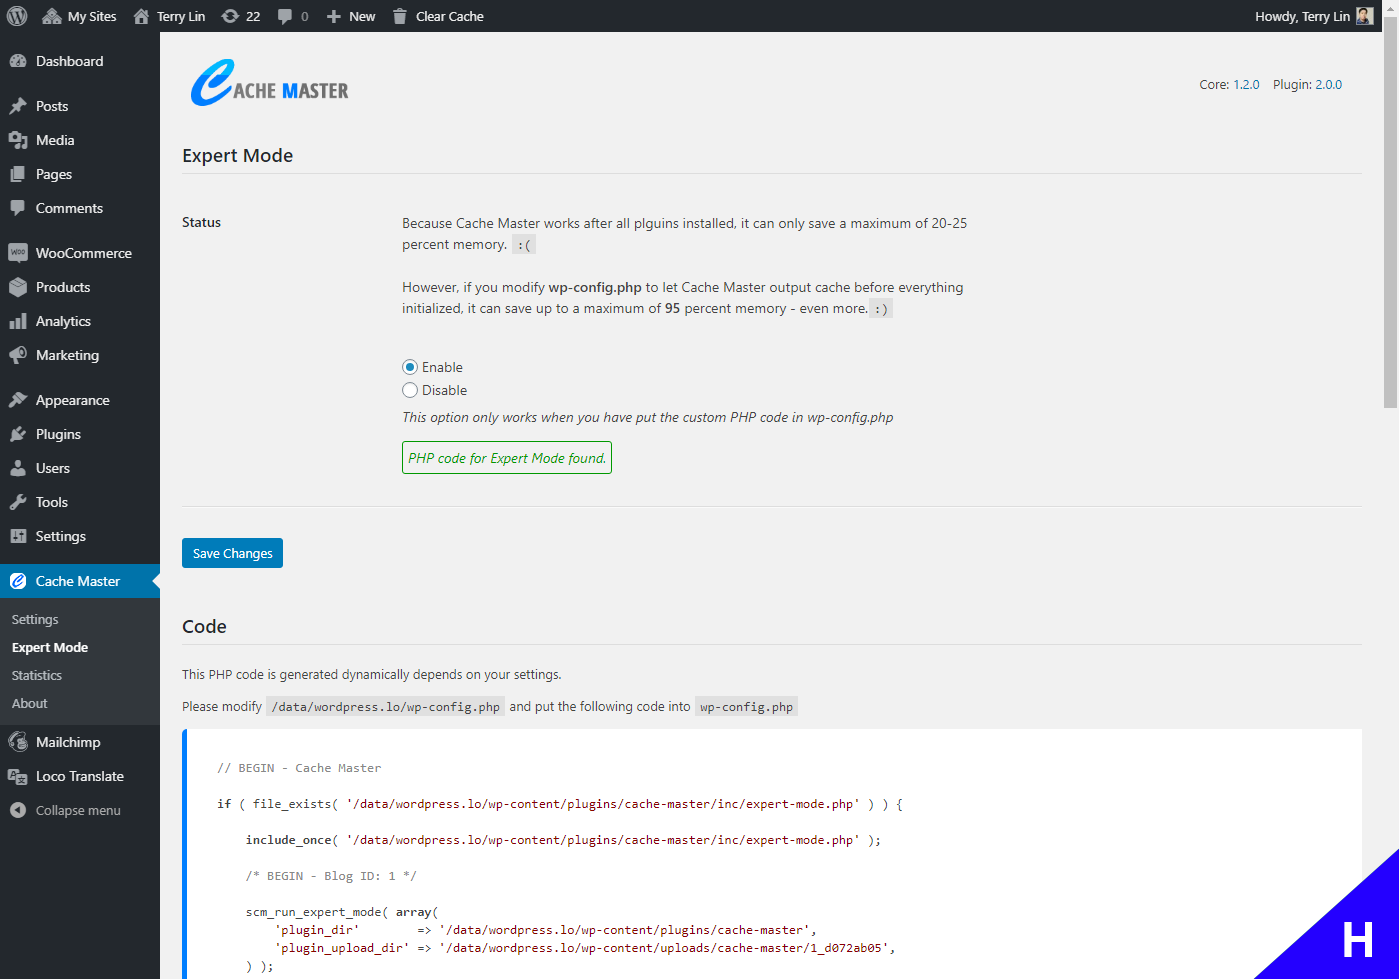 My Sites Terry Lin 22 0 New Clear Cache Howdy, Terry Lin
Dashboard
Posts
Media
Pages
Comments
WOO WooCommerce
Products
Analytics
Marketing
Appearance
Plugins
Users
Tools
Settings
Cache Master
Settings
Expert Mode
Statistics
About
Mailchimp
Loco Translate
Collapse menu
CACHE MASTER
Core: 1.2.0 Plugin: 2.0.0
Expert Mode
Status
Because Cache Master works after all plguins installed, it can only save a maximum of 20-25
percent memory. :(
However, if you modify wp-config.php to let Cache Master output cache before everything
initialized, it can save up to a maximum of 95 percent memory - even more. :)
Enable
Disable
This option only works when you have put the custom PHP code in wp-config.php
PHP code for Expert Mode found.
Save Changes
Code
This PHP code is generated dynamically depends on your settings.
Please modify /data/wordpress.lo/wp-config.php and put the following code into wp-config.php
// BEGIN - Cache Master
if ( file_exists( '/data/wordpress.lo/wp-content/plugins/cache-master/inc/expert-mode.php' ) ) {
include_once( '/data/wordpress.lo/wp-content/plugins/cache-master/inc/expert-mode.php' );
/* BEGIN - Blog ID: 1 */
scm_run_expert_mode( array(
'plugin_dir' => '/data/wordpress.lo/wp-content/plugins/cache-master',
'plugin_upload_dir' => '/data/wordpress.lo/wp-content/uploads/cache-master/1_d072ab05',
) );
H